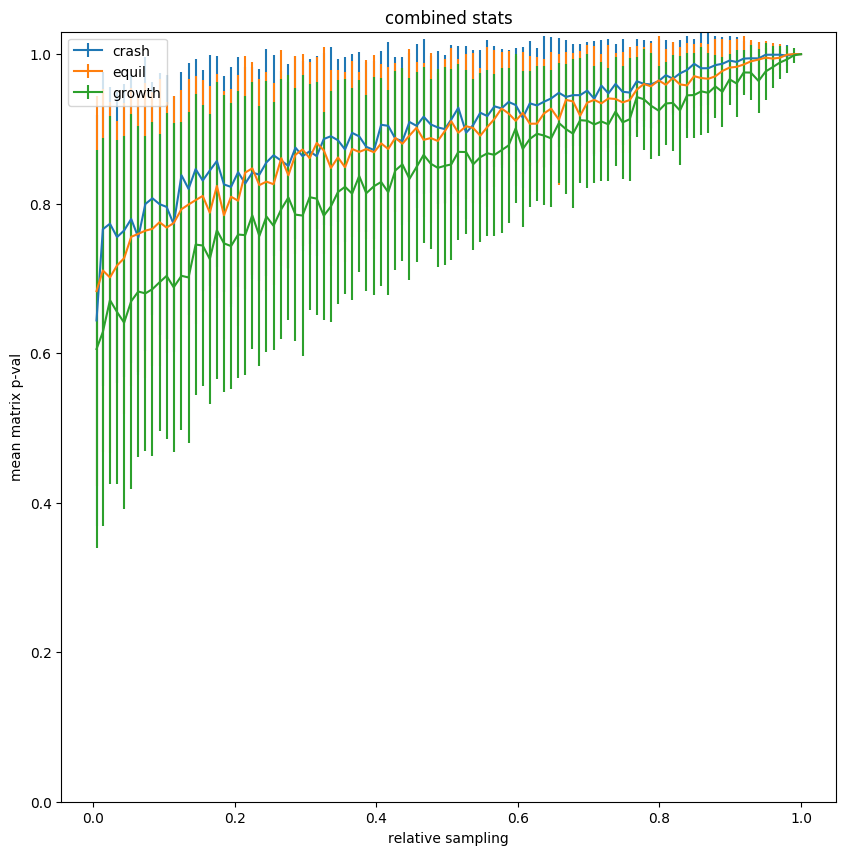 combined stats
crash
equil
growth
mean matrix p-val
1.0
0.8
0.6
0.4
0.2
0.0
0.0 0.2 0.4 0.6 0.8 1.0
relative sampling